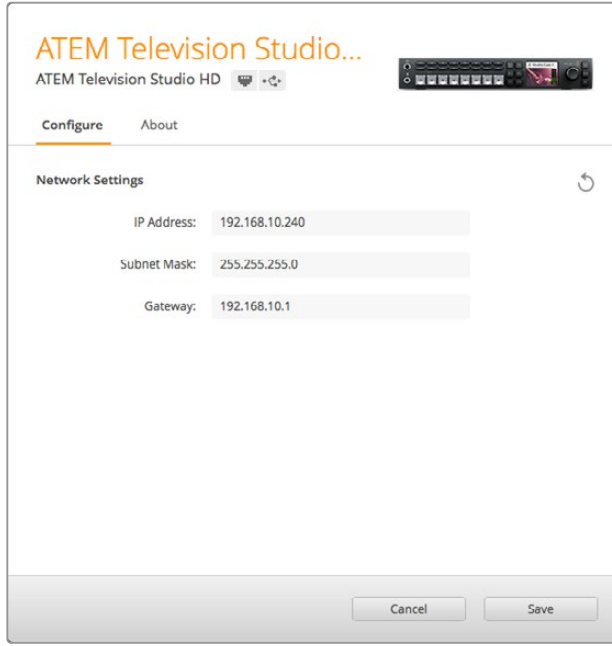 ATEM Television Studio...
ATEM Television Studio HD
Configure About
Network Settings
IP Address: 192.168.10.240
Subnet Mask: 255.255.255.0
Gateway: 192.168.10.1
Cancel Save